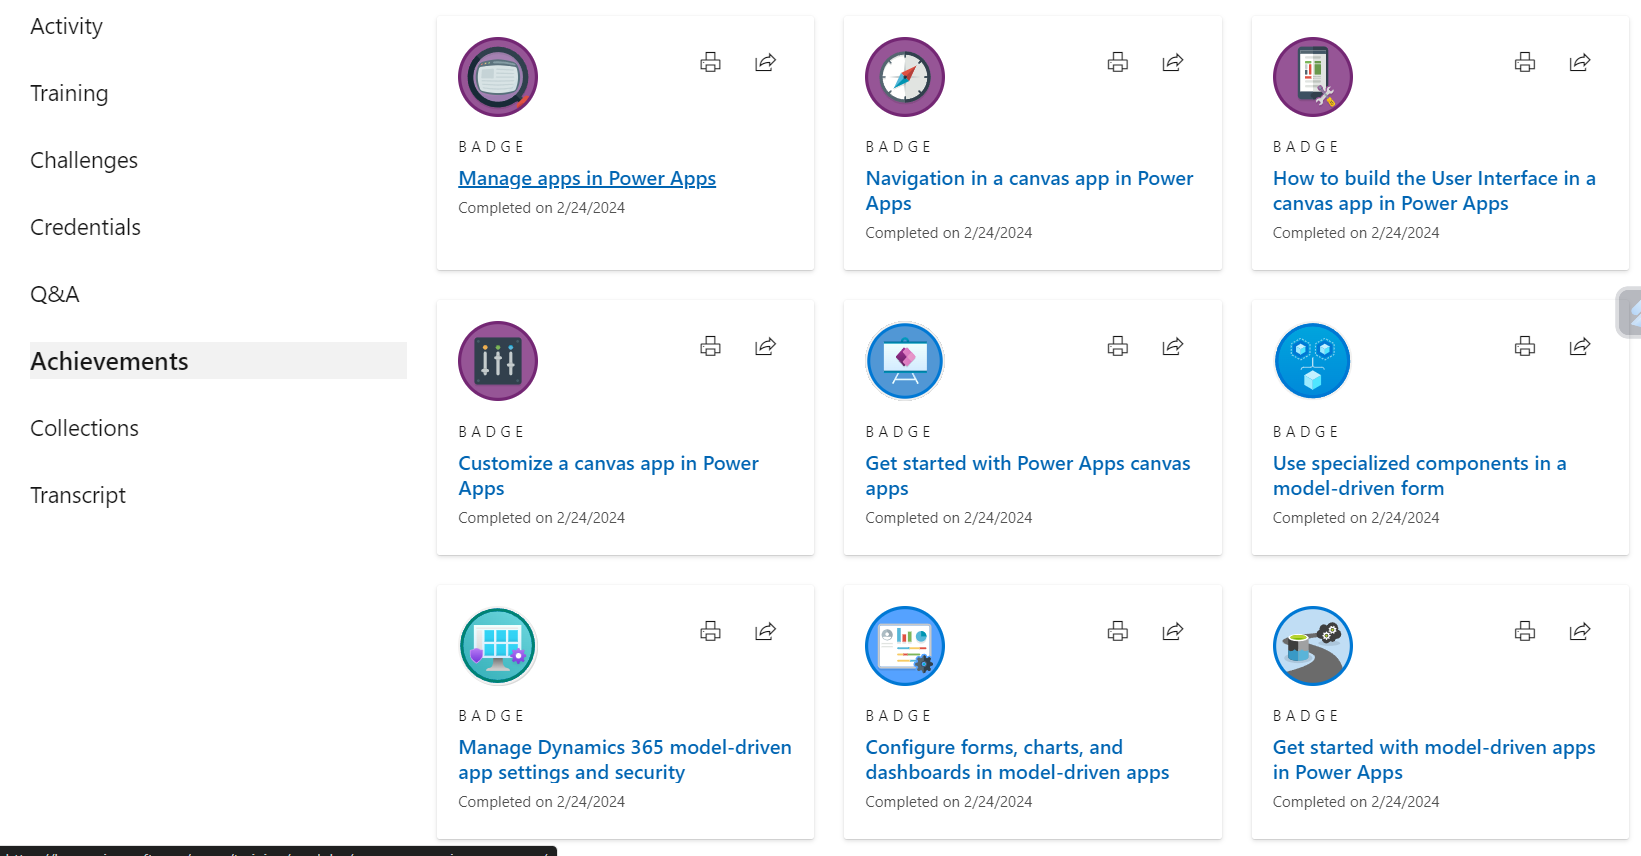 Activity
Training
Challenges
Credentials
Q&A
Achievements
Collections
Transcript
BADGE
Manage apps in Power Apps
Completed on 2/24/2024
BADGE
Navigation in a canvas app in Power
Apps
Completed on 2/24/2024
BADGE
How to build the User Interface in a
canvas app in Power Apps
Completed on 2/24/2024
BADGE
Customize a canvas app in Power
Apps
Completed on 2/24/2024
BADGE
Get started with Power Apps canvas
apps
Completed on 2/24/2024
BADGE
Use specialized components in a
model-driven form
Completed on 2/24/2024
BADGE
Manage Dynamics 365 model-driven
app settings and security
Completed on 2/24/2024
BADGE
Configure forms, charts, and
dashboards in model-driven apps
Completed on 2/24/2024
BADGE
Get started with model-driven apps
in Power Apps
Completed on 2/24/2024